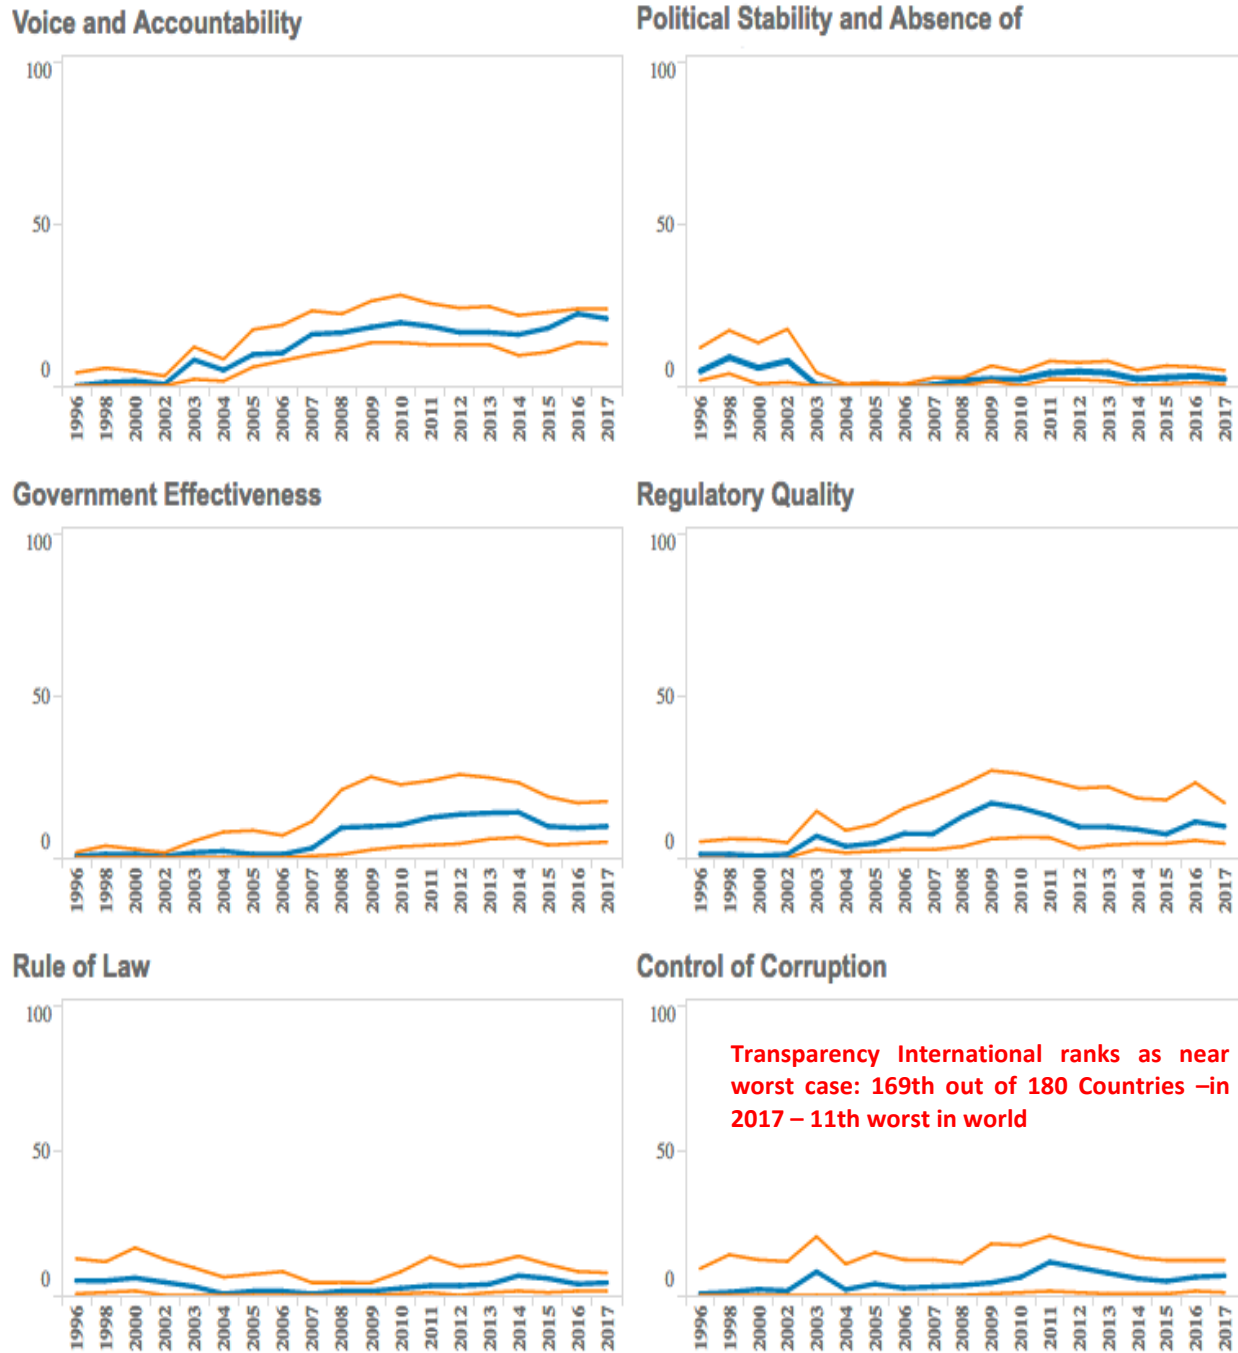 Voice and Accountability
100
50
0
1996 1998 2000 2002 2003 2004 2005 2006 2007 2008 2009 2010 2011 2012 2013 2014 2015 2016 2017
Political Stability and Absence of
100
50
0
1996 1998 2000 2002 2003 2004 2005 2006 2007 2008 2009 2010 2011 2012 2013 2014 2015 2016 2017
Government Effectiveness
100
50
0
1996 1998 2000 2002 2003 2004 2005 2006 2007 2008 2009 2010 2011 2012 2013 2014 2015 2016 2017
Regulatory Quality
100
50
0
1996 1998 2000 2002 2003 2004 2005 2006 2007 2008 2009 2010 2011 2012 2013 2014 2015 2016 2017
Rule of Law
100
50
0
1996 1998 2000 2002 2003 2004 2005 2006 2007 2008 2009 2010 2011 2012 2013 2014 2015 2016 2017
Control of Corruption
100
Transparency International ranks as near
worst case: 169th out of 180 Countries –in
2017 – 11th worst in world
50
0
1996 1998 2000 2002 2003 2004 2005 2006 2007 2008 2009 2010 2011 2012 2013 2014 2015 2016 2017